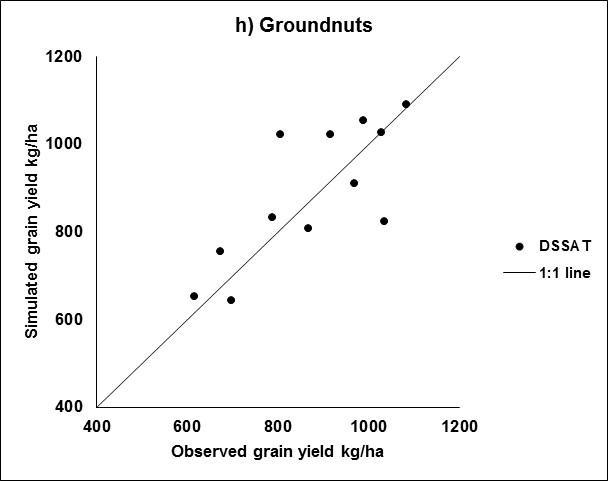 h) Groundnuts
1200
1000
800
600
400
400 600 800 1000 1200
Simulated grain yield kg/ha
Observed grain yield kg/ha
DSSAT
1:1 line